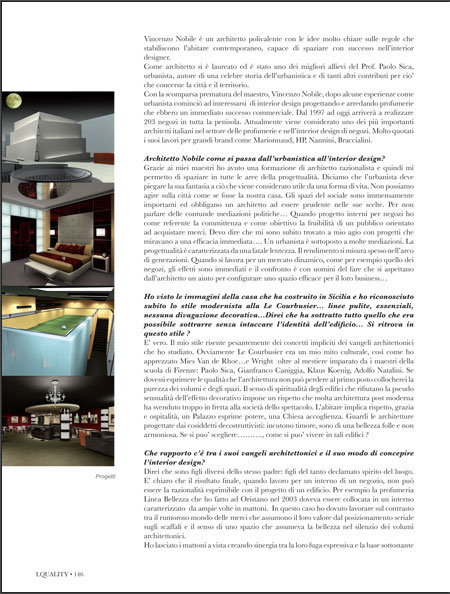 Vincenzo Nobile è un architetto polivalente con le idee molto chiare sulle regole che
stabiliscono l'abitare contemporaneo, capace di spaziare con successo nell'interior
designer.
Come architetto si è laureato ed è stato uno dei migliori allievi del Prof. Paolo Sica,
urbanista, autore di una celebre storia dell'urbanistica e di tanti altri contributi per cio'
che concerne la città e il territorio.
Con la scomparsa prematura del maestro, Vincenzo Nobile, dopo alcune esperienze come
urbanista cominciò ad interessarsi di interior design progettando e arredando profumerie
che ebbero un immediato successo commerciale. Dal 1997 ad oggi arriverà a realizzare
203 negozi in tutta la penisola. Attualmente viene considerato uno dei più importanti
architetti italiani nel settore delle profumerie e nell'interior design di negozi. Molto quotati
i suoi lavori per grandi brand come Marionnaud, HP, Nannini, Braccialini.
Architetto Nobile come si passa dall'urbanistica all'interior design?
Grazie ai miei maestri ho avuto una formazione di architetto razionalista e quindi mi
permetto di spaziare in tutte le aree della progettualità. Diciamo che l'urbanista deve
piegare la sua fantasia a ciò che viene considerato utile da una forma di vita. Non possiamo
agire sulla città come se fosse la nostra casa. Gli spazi del sociale sono immensamente
importanti ed obbligano un architetto ad essere prudente nelle sue scelte. Per non
parlare delle contunde mediazioni politiche… Quando progetto interni per negozi ho
come referente la committenza e come obiettivo la fruibilità di un pubblico orientato
ad acquistare merci. Devo dire che mi sono subito trovato a mio agio con progetti che
miravano a una efficacia immediata…. Un urbanista è sottoposto a molte mediazioni. La
progettualità è caratterizzata da una fatale lentezza. Il rendimento si misura spesso nell'arco
di generazioni. Quando si lavora per un mercato dinamico, come per esempio quello dei
negozi, gli effetti sono immediati e il confronto è con uomini del fare che si aspettano
dall'architetto un aiuto per configurare uno spazio efficace per il loro business…
Ho visto le immagini della casa che ha costruito in Sicilia e ho riconosciuto
subito lo stile modernista alla Le Courbusier… linee pulite, essenziali,
nessuna divagazione decorativa…Direi che ha sottratto tutto quello che era
possibile sottrarre senza intaccare l'identità dell'edificio… Si ritrova in
questo stile ?
E' vero. Il mio stile risente pesantemente dei concetti impliciti dei vangeli architettonici
che ho studiato. Ovviamente Le Courbusier era un mio mito culturale, così come ho
apprezzato Mies Van de Rhoe…e Wright oltre al mestiere imparato da i maestri della
scuola di Firenze: Paolo Sica, Gianfranco Caniggia, Klaus Koenig, Adolfo Natalini. Se
dovessi esprimere le qualità che l'architettura non può perdere al primo posto collocherei la
purezza dei volumi e degli spazi. Il senso di spiritualità degli edifici che rifiutano la pseudo
sensualità dell'effetto decorativo impone un rispetto che molta architettura post moderna
ha svenduto troppo in fretta alla società dello spettacolo. L'abitare implica rispetto, grazia
e ospitalità, un Palazzo esprime potere, una Chiesa accoglienza. Guardi le architetture
progettate dai cosiddetti decostruttivisti: incutono timore, sono di una bellezza folle e non
armoniosa. Se si puo' scegliere………., come si puo' vivere in tali edifici ?
Che rapporto c'è tra i suoi vangeli architettonici e il suo modo di concepire
l'interior design?
Direi che sono figli diversi dello stesso padre: figli del tanto declamato spirito del luogo.
E' chiaro che il risultato finale, quando lavoro per un interno di un negozio, non può
essere la razionalità esprimibile con il progetto di un edificio. Per esempio la profumeria
Linea Bellezza che ho fatto ad Oristano nel 2003 doveva essere collocata in un interno
caratterizzato da ampie volte in mattoni. In questo caso ho dovuto lavorare sul contrasto
tra il rumoroso mondo delle merci che assumono il loro valore dal posizionamento seriale
sugli scaffali e il senso di uno spazio che assumeva la bellezza nel silenzio dei volumi
architettonici.
Ho lasciato i mattoni a vista creando sinergia tra la loro fuga espressiva e la base sottostante
Progetti
EQUALITY • 146